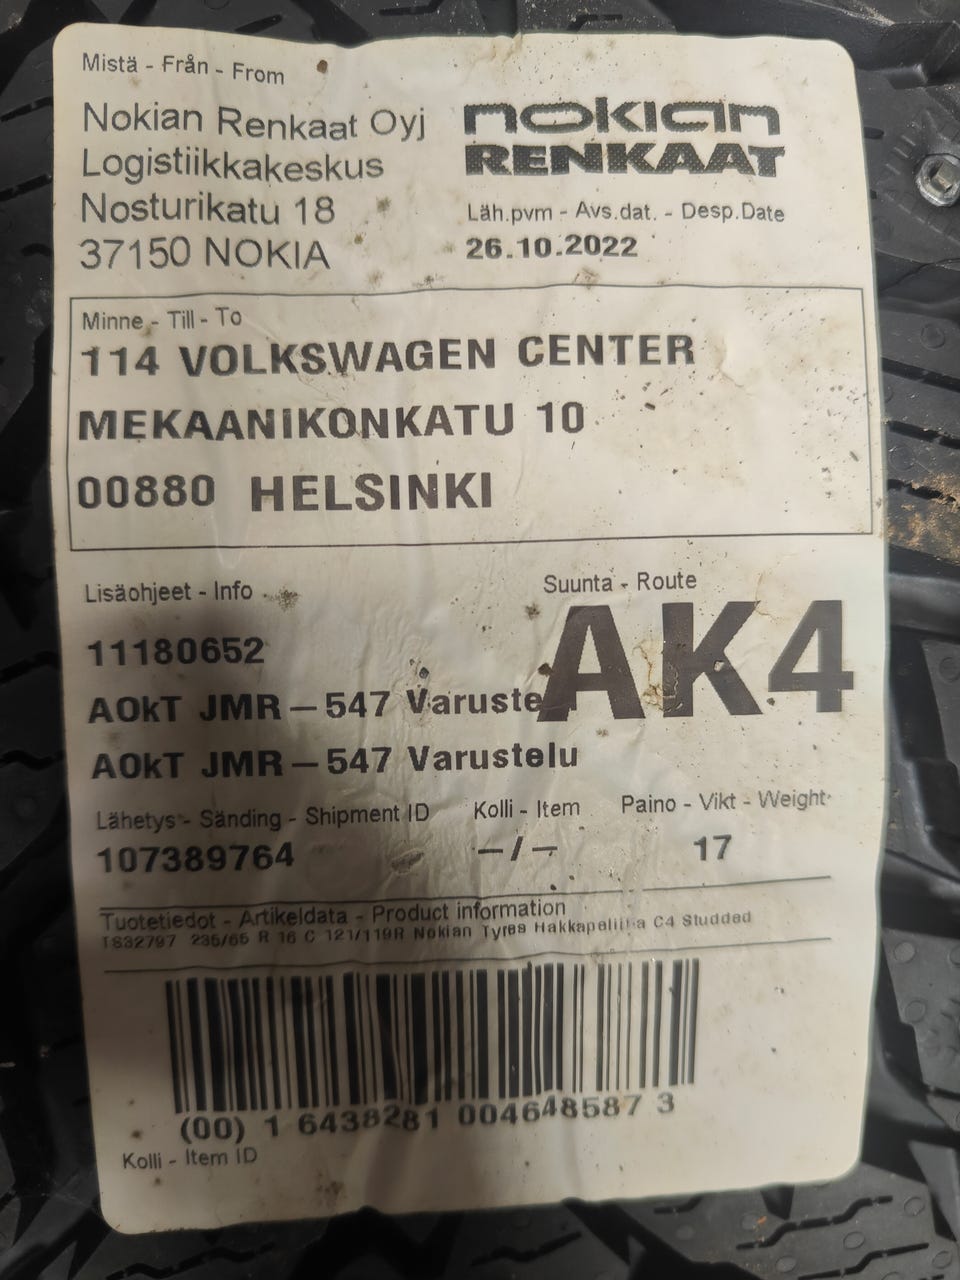 Mistä - Från - From
Nokian Renkaat Oyj
Logistiikkakeskus
Nosturikatu 18
37150 NOKIA
nokian
RENKAAT
Läh.pvm - Avs.dat. - Desp.Date
26.10.2022
Minne - Till - To
114 VOLKSWAGEN CENTER
MEKAANIKONKATU 10
00880 HELSINKI
Lisäohjeet - Info
Suunta - Route
AK4
11180652
AOkT JMR-547 Varuste
AOkT JMR-547 Varustelu
Lähetys - Sänding - Shipment ID
107389764
Kolli - Item
-/-
Paino - Vikt - Weight
17
Tuotetiedot - Artikeldata - Product information
TS32797 235/65 R 16 C 121/119R Nokian Tyres Hakkapeliitta C4 Studded
(00) 1 6438281 004648587 3
Kolli - Item ID